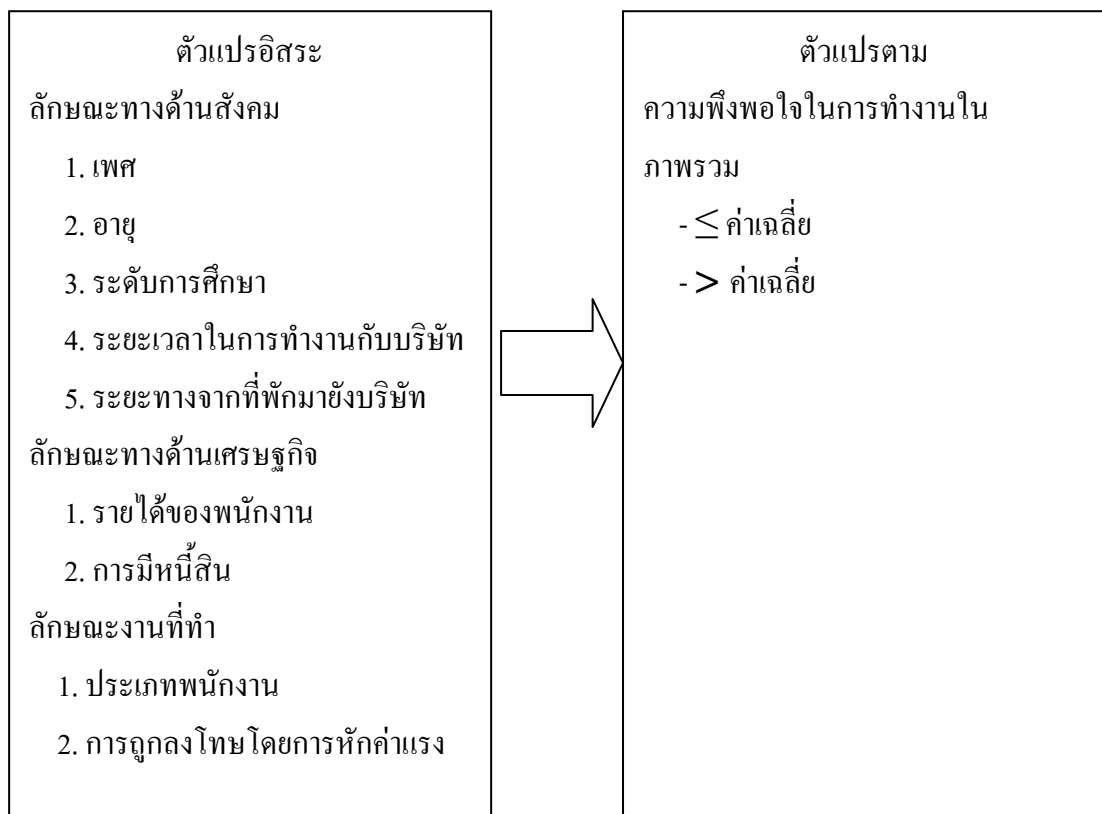 ตัวแปรอิสระ
ลักษณะทางด้านสังคม
1. เพศ
2. อายุ
3. ระดับการศึกษา
4. ระยะเวลาในการทำงานกับบริษัท
5. ระยะทางจากที่พักมายังบริษัท
ลักษณะทางด้านเศรษฐกิจ
1. รายได้ของพนักงาน
2. การมีหนี้สิน
ลักษณะงานที่ทำ
1. ประเภทพนักงาน
2. การถูกลงโทษโดยการหักค่าแรง
ตัวแปรตาม
ความพึงพอใจในการทำงานใน
ภาพรวม
- ≤ ค่าเฉลี่ย
- > ค่าเฉลี่ย